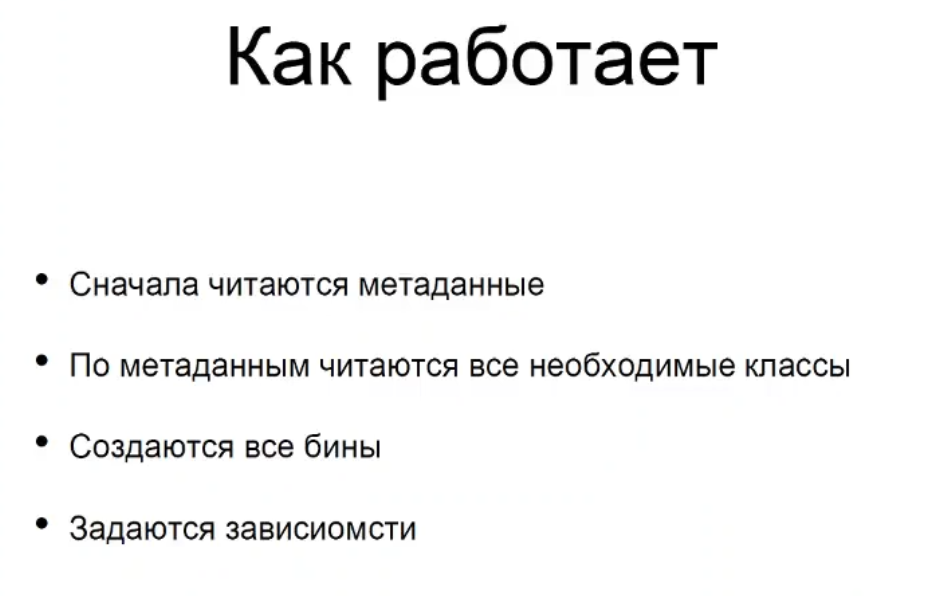 Как работает
• Сначала читаются метаданные
• По метаданным читаются все необходимые классы
• Создаются все бины
• Задаются зависиомсти